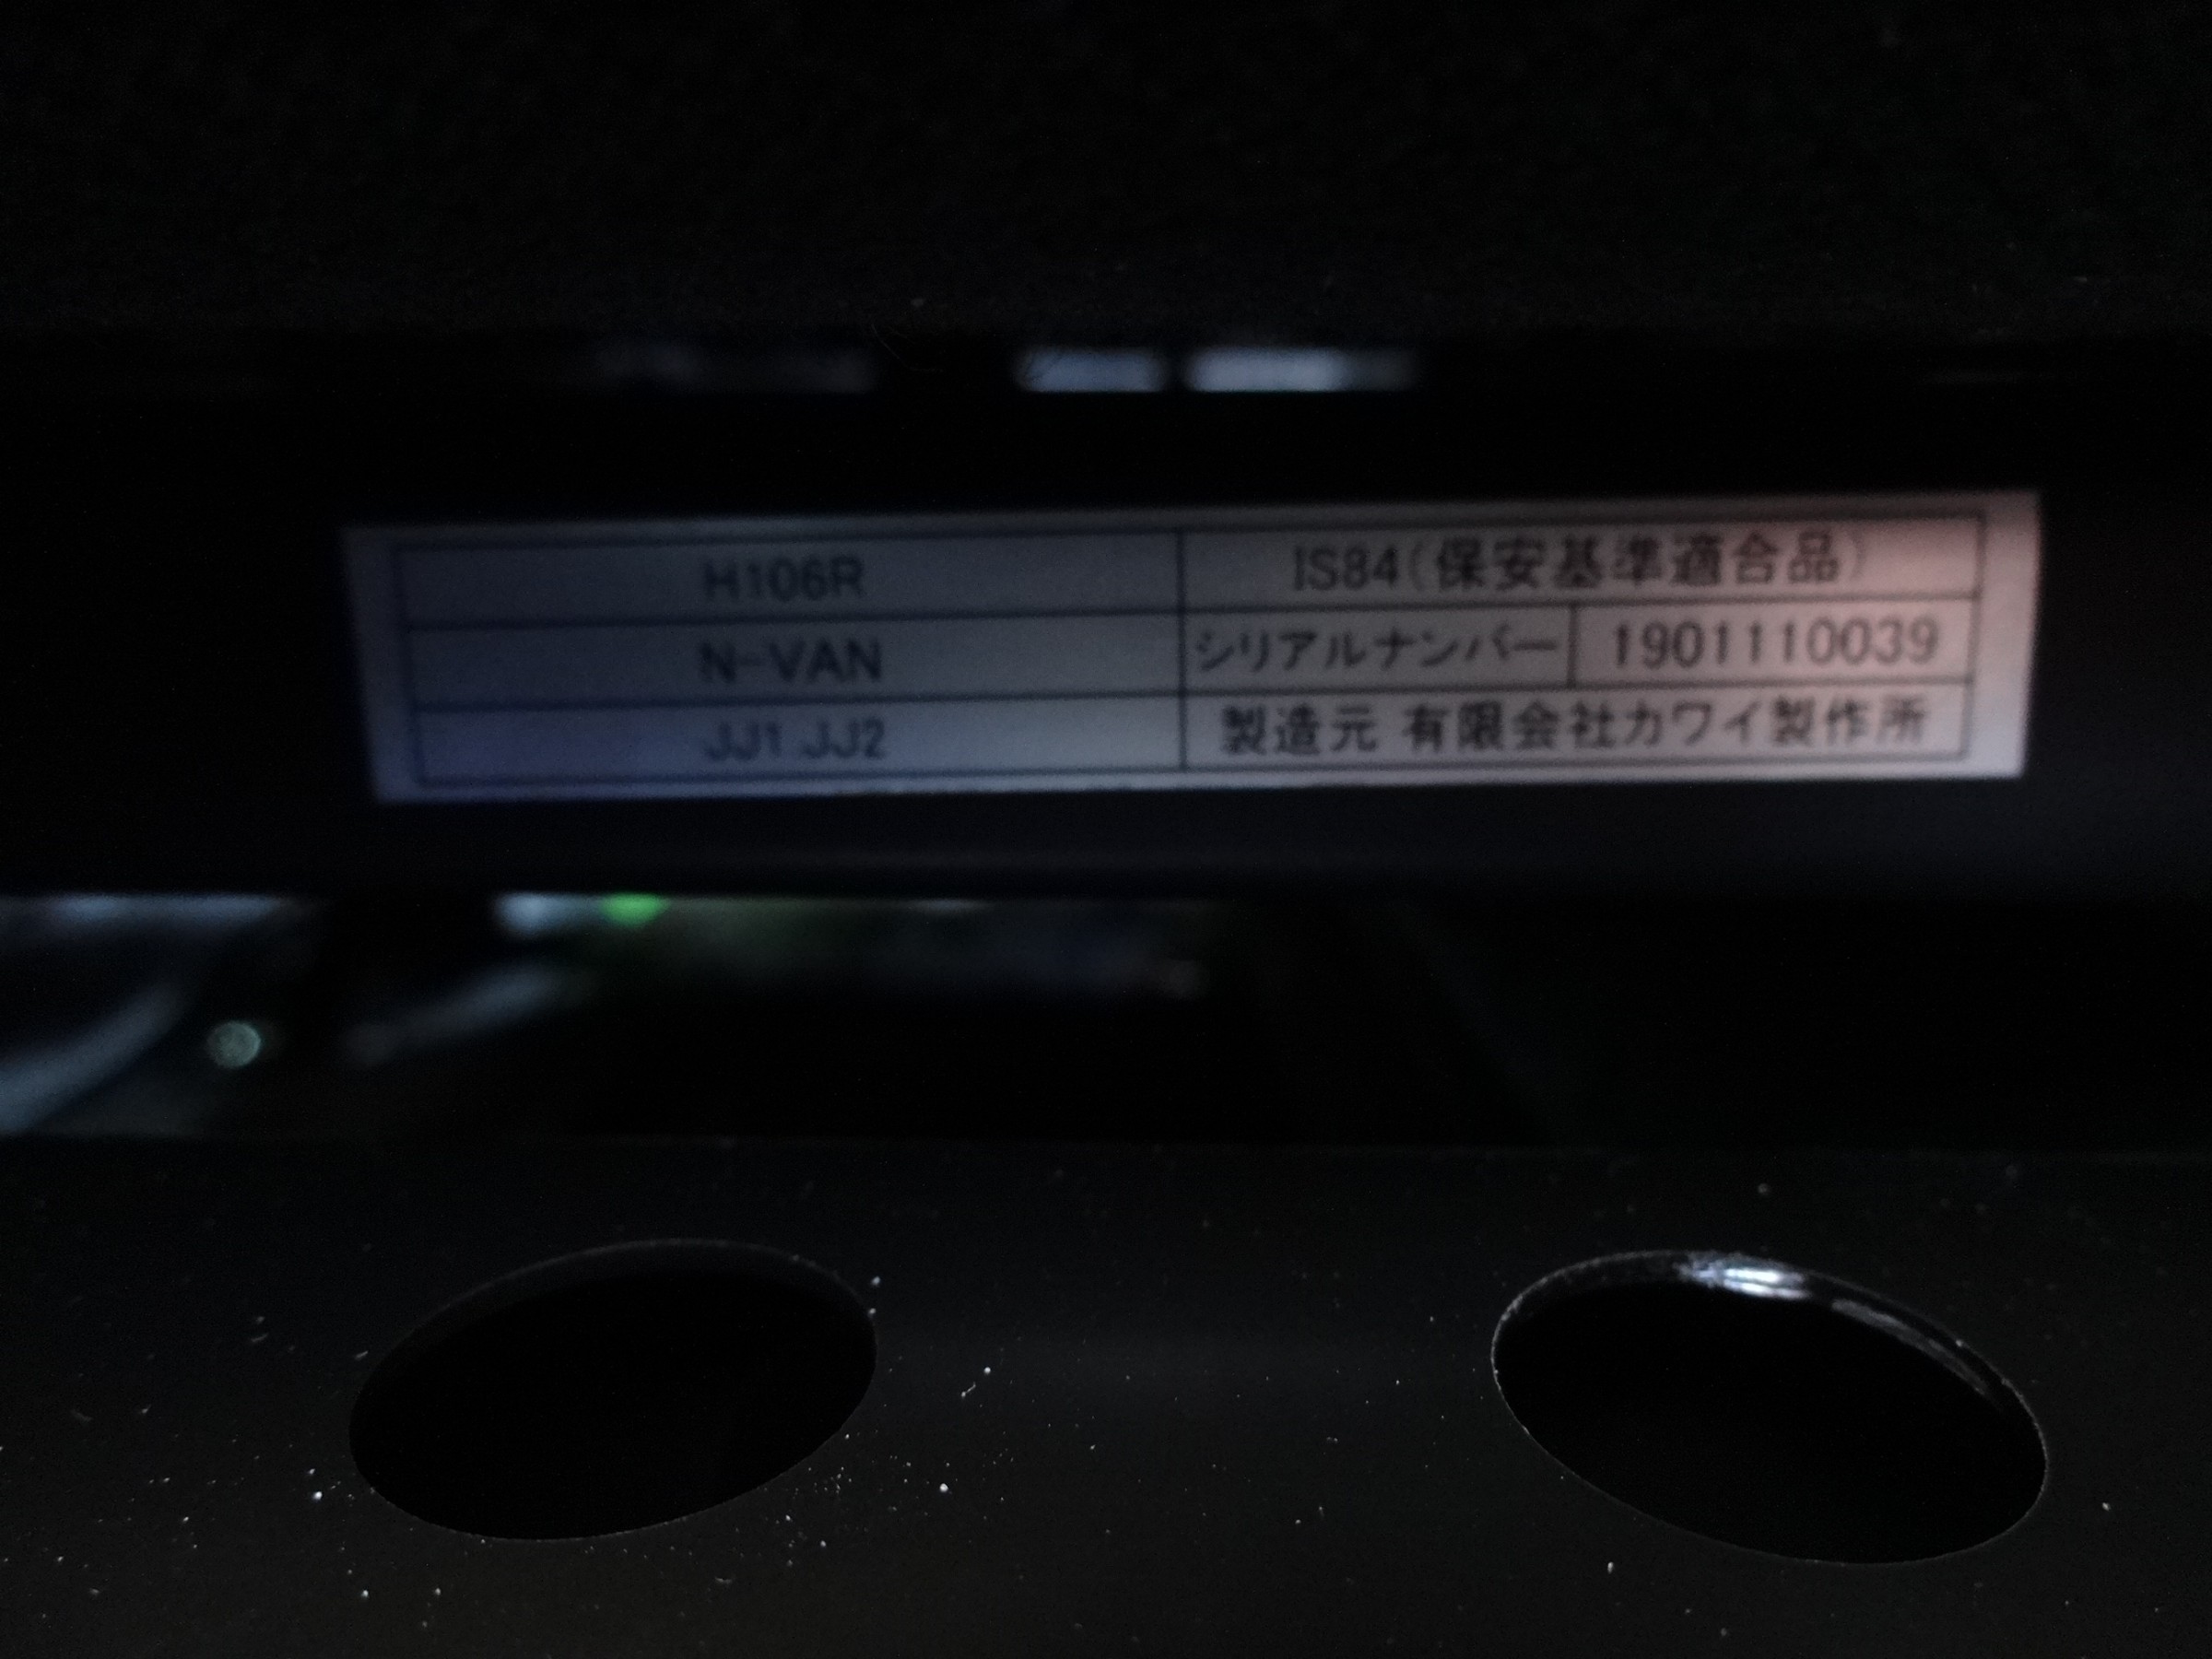 H106R IS84(保安基準適合品)
N-VAN シリアルナンバー 1901110039
JJ1 JJ2 製造元 有限会社カワイ製作所